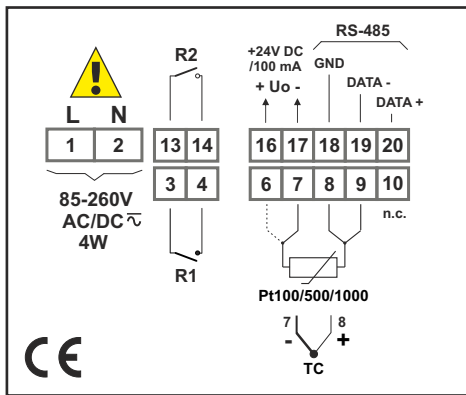 RS-485
R2
+24V DC
/100 mA
GND
+ Uo -
DATA -
DATA +
L N
1 2
13 14
16 17 18 19 20
3 4
6 7 8 9 10
n.c.
85-260V
AC/DC
4W
R1
Pt100/500/1000
7 8
- +
TC
CE